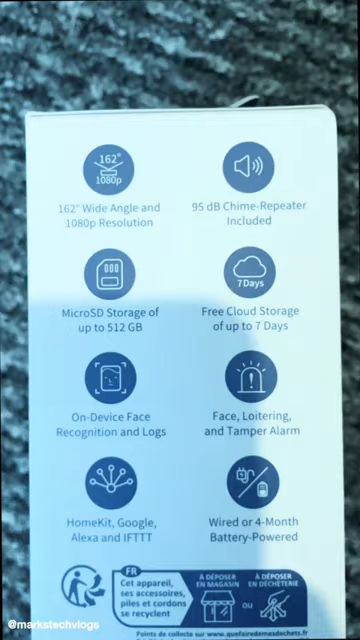 162°
1080p
162° Wide Angle and
1080p Resolution
95 dB Chime-Repeater
Included
MicroSD Storage of
up to 512 GB
7 Days
Free Cloud Storage
of up to 7 Days
On-Device Face
Recognition and Logs
Face, Loitering,
and Tamper Alarm
HomeKit, Google,
Alexa and IFTTT
Wired or 4-Month
Battery-Powered
FR
Cet appareil,
ses accessoires,
piles et cordons
se recyclent
À DÉPOSER
EN MAGASIN
OU
À DÉPOSER
EN DÉCHÈTERIE
Points de collecte sur www.quefairedemesdechets.fr
@markstechvlogs